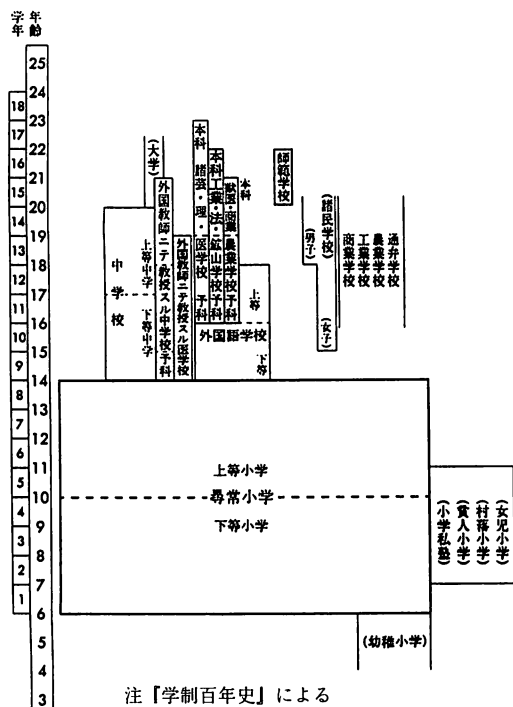 学年
年齢
25
24
18
23
17
22
16
21
15
20
14
19
13
18
12
17
11
16
10
15
9
14
8
13
7
12
6
11
5
10
4
9
3
8
2
7
1
6
5
4
3
中学校
上等中学
下等中学
(大学)
外国教師ニテ教授スル中学校予科
外国教師ニテ教授スル医学校
本科 諸芸・理・医学校 予科
本科工業・法・鉱山学校予科
獣医・商業・農業学校予科
本科
外国語学校
上等
下等
師範学校
(諸民学校)
(男子)
(女子)
商業学校
工業学校
農業学校
通弁学校
上等小学
尋常小学
下等小学
(小学私塾)
(貧人小学)
(村落小学)
(女児小学)
(幼稚小学)
注『学制百年史』による